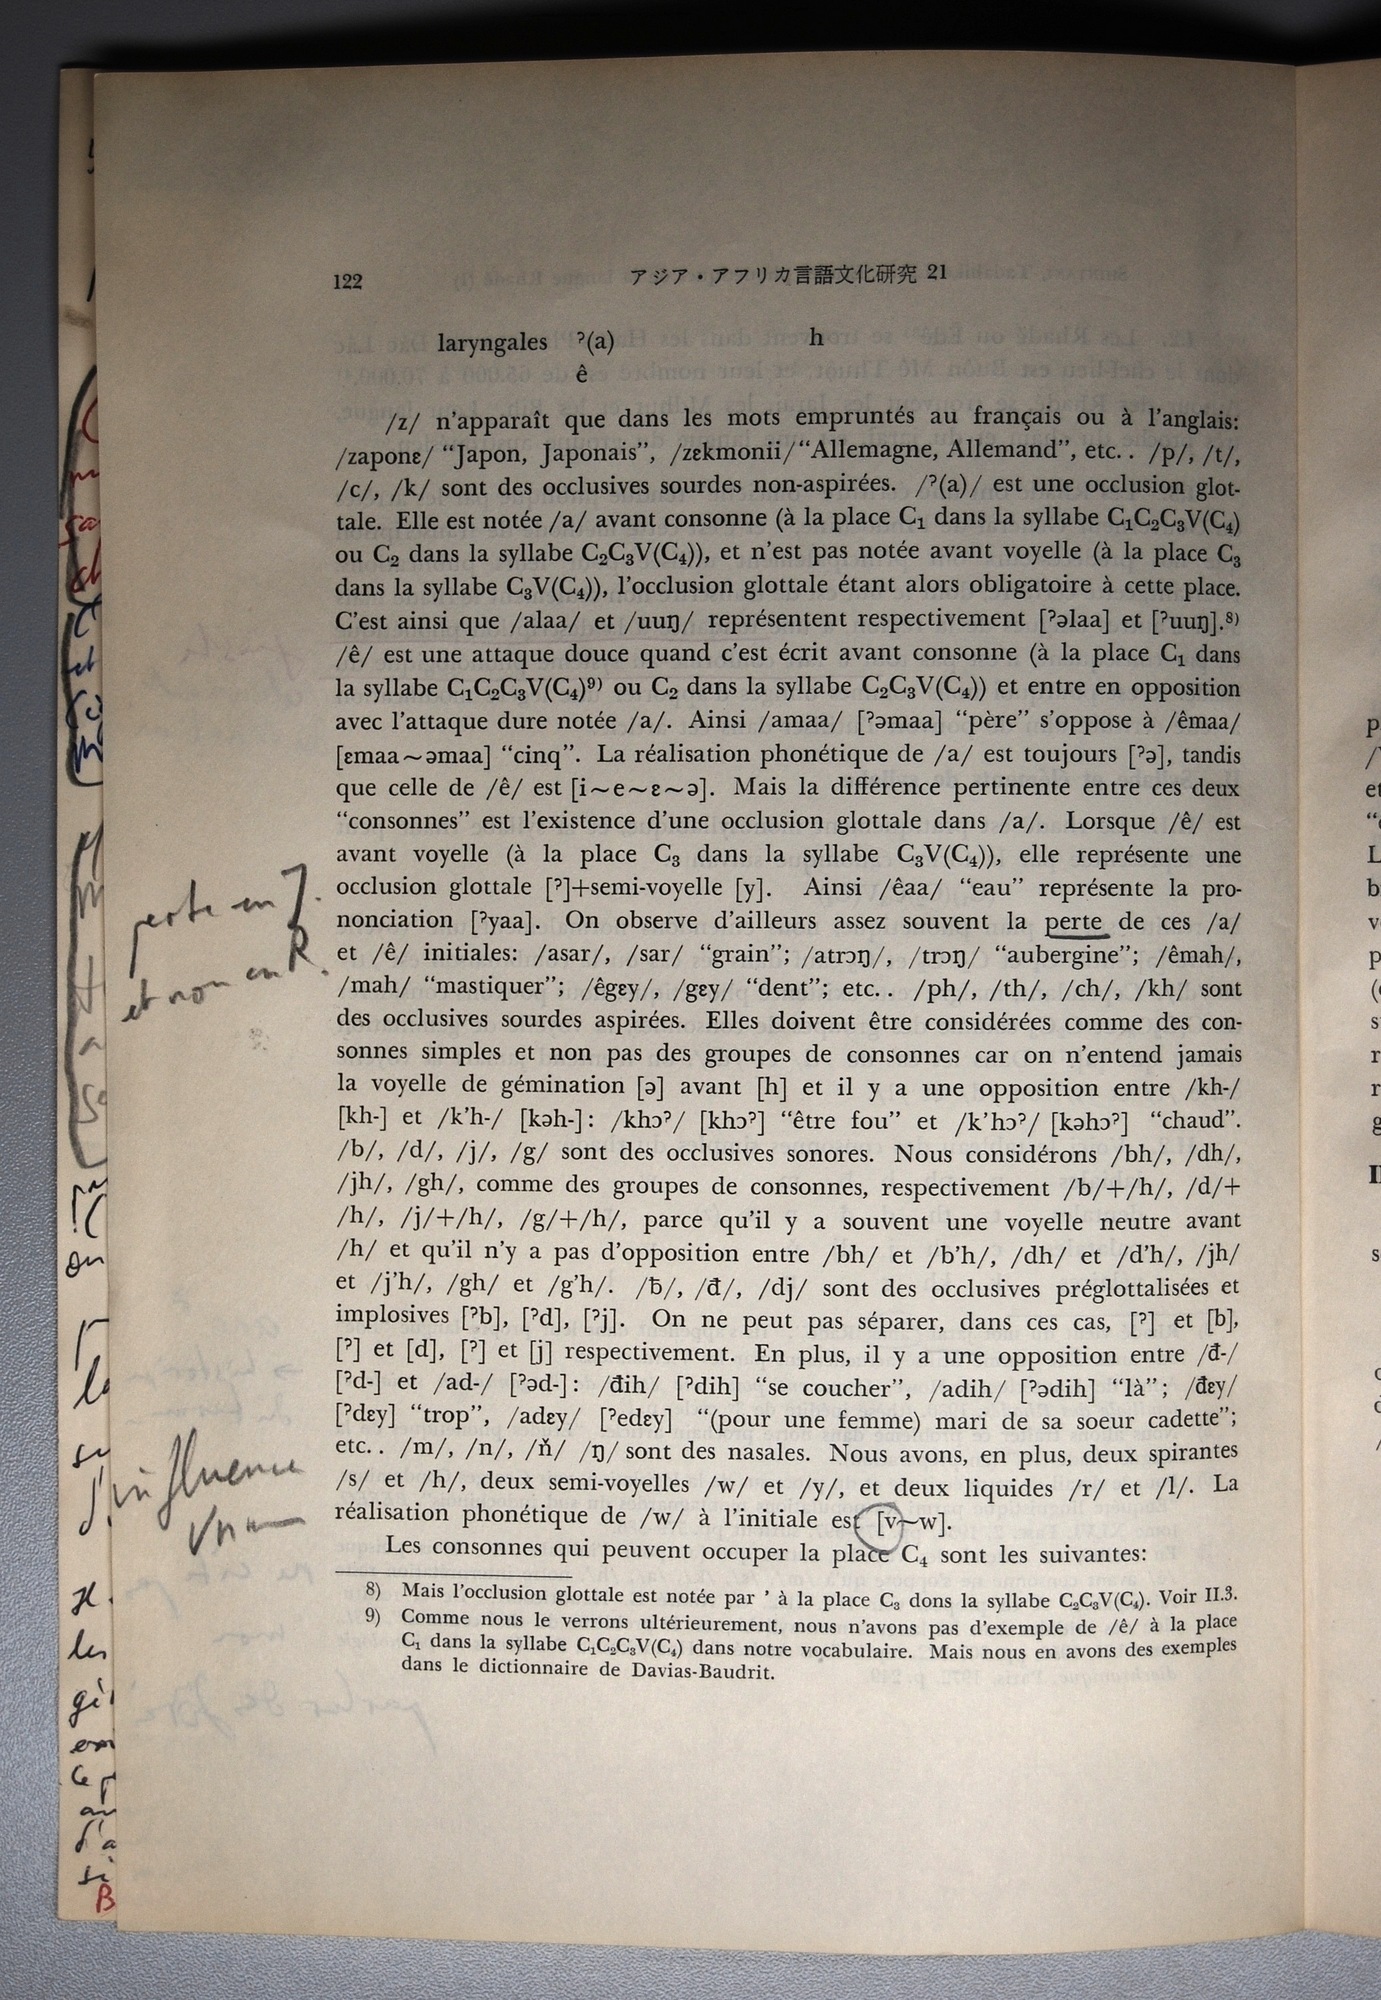 122
アジア・アフリカ言語文化研究 21
laryngales ˀ(a) h
ê
/z/ n'apparaît que dans les mots empruntés au français ou à l'anglais:
/zaponɛ/ “Japon, Japonais”, /zɛkmonii/ “Allemagne, Allemand”, etc.. /p/, /t/,
/c/, /k/ sont des occlusives sourdes non-aspirées. /ˀ(a)/ est une occlusion glot-
tale. Elle est notée /a/ avant consonne (à la place C₁ dans la syllabe C₁C₂C₃V(C₄)
ou C₂ dans la syllabe C₂C₃V(C₄)), et n'est pas notée avant voyelle (à la place C₃
dans la syllabe C₃V(C₄)), l'occlusion glottale étant alors obligatoire à cette place.
C'est ainsi que /alaa/ et /uuŋ/ représentent respectivement [ˀəlaa] et [ˀuuŋ].⁸⁾
/ê/ est une attaque douce quand c'est écrit avant consonne (à la place C₁ dans
la syllabe C₁C₂C₃V(C₄)⁹⁾ ou C₂ dans la syllabe C₂C₃V(C₄)) et entre en opposition
avec l'attaque dure notée /a/. Ainsi /amaa/ [ˀəmaa] “père” s'oppose à /êmaa/
[ɛmaa~əmaa] “cinq”. La réalisation phonétique de /a/ est toujours [ˀə], tandis
que celle de /ê/ est [i~e~ɛ~ə]. Mais la différence pertinente entre ces deux
“consonnes” est l'existence d'une occlusion glottale dans /a/. Lorsque /ê/ est
avant voyelle (à la place C₃ dans la syllabe C₃V(C₄)), elle représente une
occlusion glottale [ˀ]+semi-voyelle [y]. Ainsi /êaa/ “eau” représente la pro-
nonciation [ˀyaa]. On observe d'ailleurs assez souvent la perte de ces /a/
et /ê/ initiales: /asar/, /sar/ “grain”; /atrɔŋ/, /trɔŋ/ “aubergine”; /êmah/,
/mah/ “mastiquer”; /êgɛy/, /gɛy/ “dent”; etc.. /ph/, /th/, /ch/, /kh/ sont
des occlusives sourdes aspirées. Elles doivent être considérées comme des con-
sonnes simples et non pas des groupes de consonnes car on n'entend jamais
la voyelle de gémination [ə] avant [h] et il y a une opposition entre /kh-/
[kh-] et /k'h-/ [kəh-]: /khɔˀ/ [khɔˀ] “être fou” et /k'hɔˀ/ [kəhɔˀ] “chaud”.
/b/, /d/, /j/, /g/ sont des occlusives sonores. Nous considérons /bh/, /dh/,
/jh/, /gh/, comme des groupes de consonnes, respectivement /b/+/h/, /d/+
/h/, /j/+/h/, /g/+/h/, parce qu'il y a souvent une voyelle neutre avant
/h/ et qu'il n'y a pas d'opposition entre /bh/ et /b'h/, /dh/ et /d'h/, /jh/
et /j'h/, /gh/ et /g'h/. /ƀ/, /đ/, /dj/ sont des occlusives préglottalisées et
implosives [ˀb], [ˀd], [ˀj]. On ne peut pas séparer, dans ces cas, [ˀ] et [b],
[ˀ] et [d], [ˀ] et [j] respectivement. En plus, il y a une opposition entre /đ-/
[ˀd-] et /ad-/ [ˀəd-]: /đih/ [ˀdih] “se coucher”, /adih/ [ˀədih] “là”; /đɛy/
[ˀdɛy] “trop”, /adɛy/ [ˀedɛy] “(pour une femme) mari de sa soeur cadette”;
etc.. /m/, /n/, /ň/ /ŋ/ sont des nasales. Nous avons, en plus, deux spirantes
/s/ et /h/, deux semi-voyelles /w/ et /y/, et deux liquides /r/ et /l/. La
réalisation phonétique de /w/ à l'initiale est [v~w].
Les consonnes qui peuvent occuper la place C₄ sont les suivantes:
8) Mais l'occlusion glottale est notée par ’ à la place C₃ dons la syllabe C₂C₃V(C₄). Voir II.3.
9) Comme nous le verrons ultérieurement, nous n'avons pas d'exemple de /ê/ à la place
C₁ dans la syllabe C₁C₂C₃V(C₄) dans notre vocabulaire. Mais nous en avons des exemples
dans le dictionnaire de Davias-Baudrit.
perte en J.
et non en R.
influence